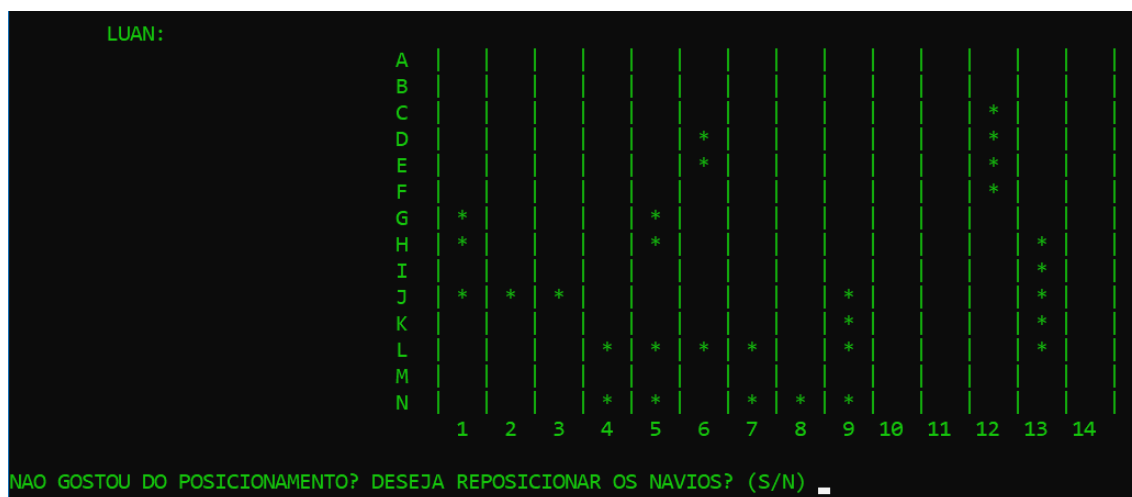 LUAN:
A | | | | | | | | | | | | | | |
B | | | | | | | | | | | | | | |
C | | | | | | | | | | | | * | | |
D | | | | | | * | | | | | | * | | |
E | | | | | | * | | | | | | * | | |
F | | | | | | | | | | | | * | | |
G | * | | | | * | | | | | | | | | |
H | * | | | | * | | | | | | | | * | |
I | | | | | | | | | | | | | * | |
J | * | * | * | | | | | | * | | | | * | |
K | | | | | | | | | * | | | | * | |
L | | | | * | * | * | * | | * | | | | * | |
M | | | | | | | | | | | | | | |
N | | | | * | * | | * | * | * | | | | | |
1 2 3 4 5 6 7 8 9 10 11 12 13 14
NAO GOSTOU DO POSICIONAMENTO? DESEJA REPOSICIONAR OS NAVIOS? (S/N)